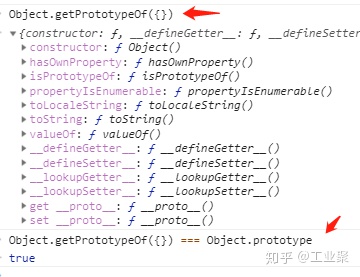 Object.getPrototypeOf({})
{constructor: ƒ, __defineGetter__: ƒ, __defineSetter
constructor: ƒ Object()
hasOwnProperty: ƒ hasOwnProperty()
isPrototypeOf: ƒ isPrototypeOf()
propertyIsEnumerable: ƒ propertyIsEnumerable()
toLocaleString: ƒ toLocaleString()
toString: ƒ toString()
valueOf: ƒ valueOf()
__defineGetter__: ƒ __defineGetter__()
__defineSetter__: ƒ __defineSetter__()
__lookupGetter__: ƒ __lookupGetter__()
__lookupSetter__: ƒ __lookupSetter__()
get __proto__: ƒ __proto__()
set __proto__: ƒ __proto__()
Object.getPrototypeOf({}) === Object.prototype
true
知乎 @工业聚